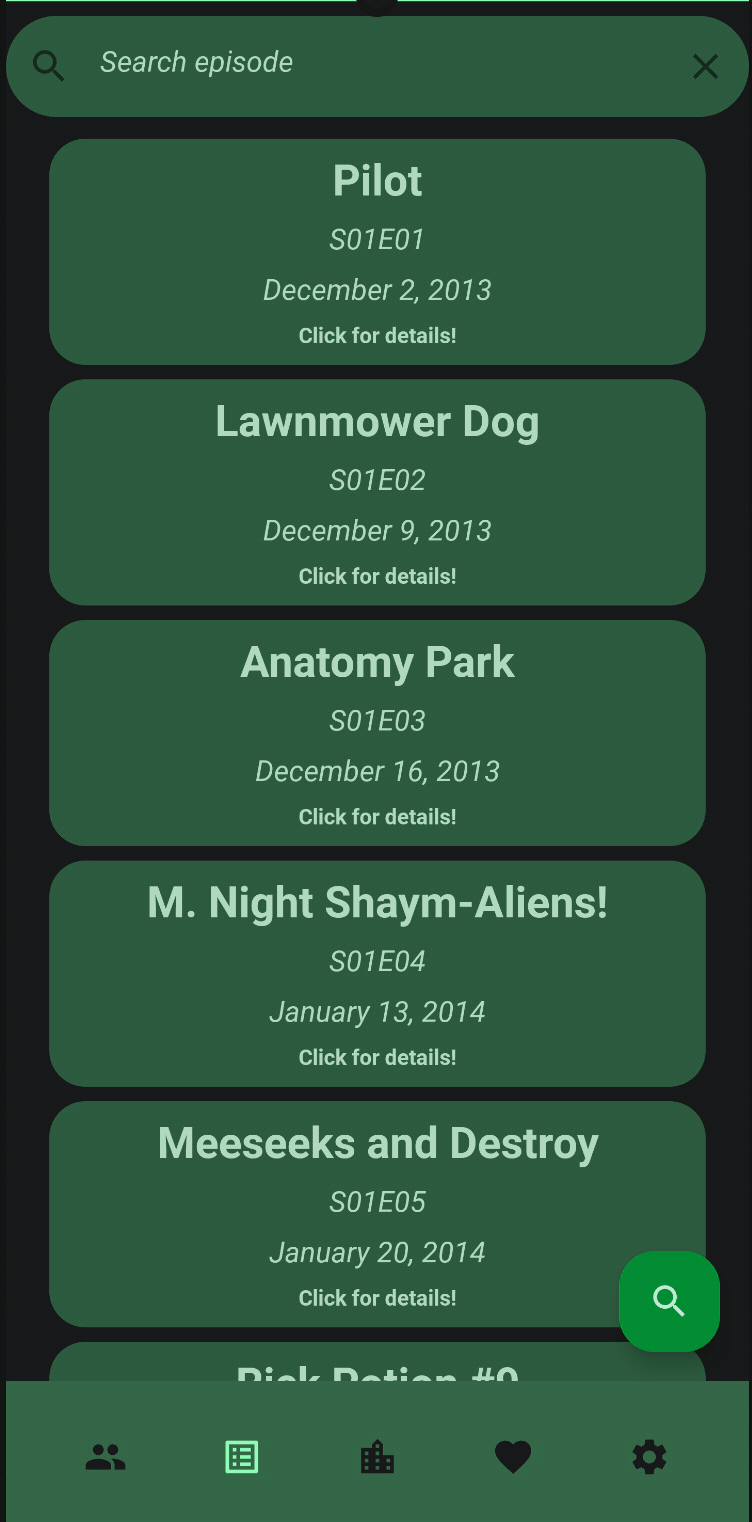 Search episode
Pilot
S01E01
December 2, 2013
Click for details!
Lawnmower Dog
S01E02
December 9, 2013
Click for details!
Anatomy Park
S01E03
December 16, 2013
Click for details!
M. Night Shaym-Aliens!
S01E04
January 13, 2014
Click for details!
Meeseeks and Destroy
S01E05
January 20, 2014
Click for details!